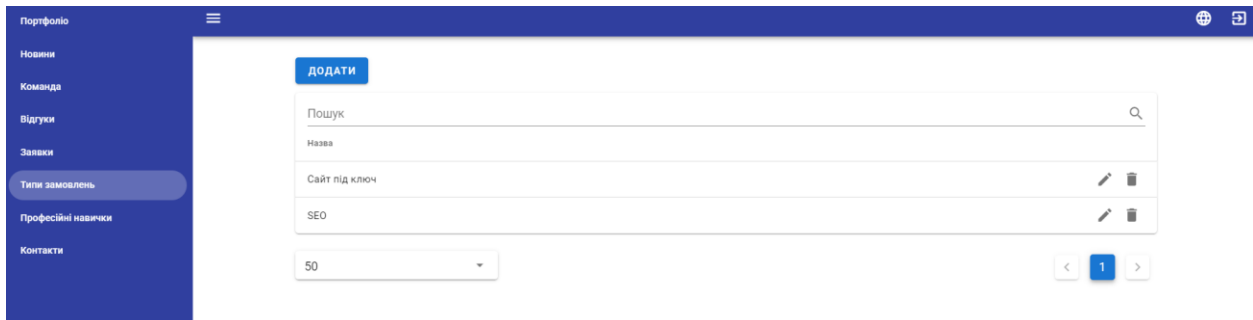 Портфоліо
Новини
Команда
Відгуки
Заявки
Типи замовлень
Професійні навички
Контакти
ДОДАТИ
Пошук
Назва
Сайт під ключ
SEO
50
1